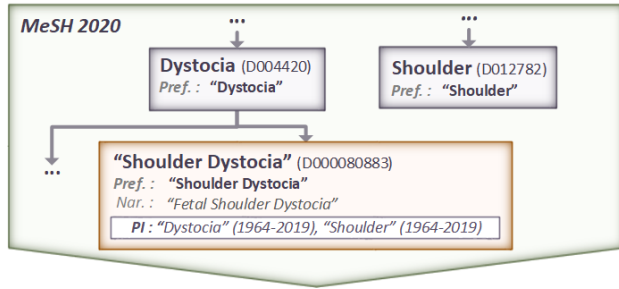 MeSH 2020
...
...
Dystocia (D004420)
Pref. : “Dystocia”
Shoulder (D012782)
Pref. : “Shoulder”
...
“Shoulder Dystocia” (D000080883)
Pref. : “Shoulder Dystocia”
Nar. : “Fetal Shoulder Dystocia”
PI : “Dystocia” (1964-2019), “Shoulder” (1964-2019)